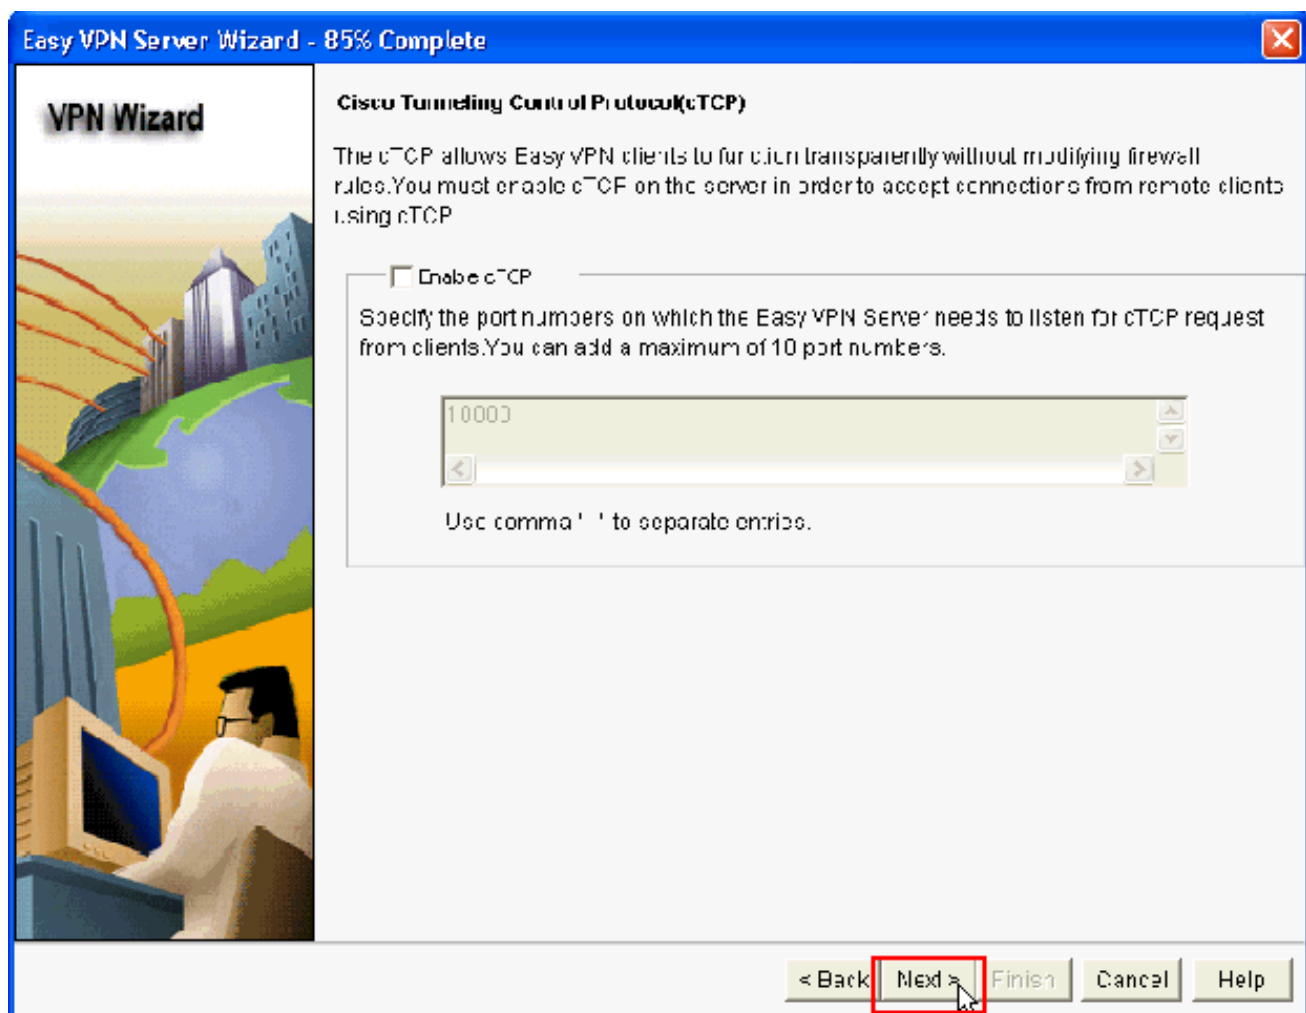 Easy VPN Server Wizard - 85% Complete
VPN Wizard
Cisco Tunneling Control Protocol(cTCP)
The cTCP allows Easy VPN clients to function transparently without modifying firewall
rules.You must enable cTCP on the server in order to accept connections from remote clients
using cTCP
Enable cTCP
Specify the port numbers on which the Easy VPN Server needs to listen for cTCP request
from clients.You can add a maximum of 10 port numbers.
10000
Use comma ' ' to separate entries.
< Back Next > Finish Cancel Help